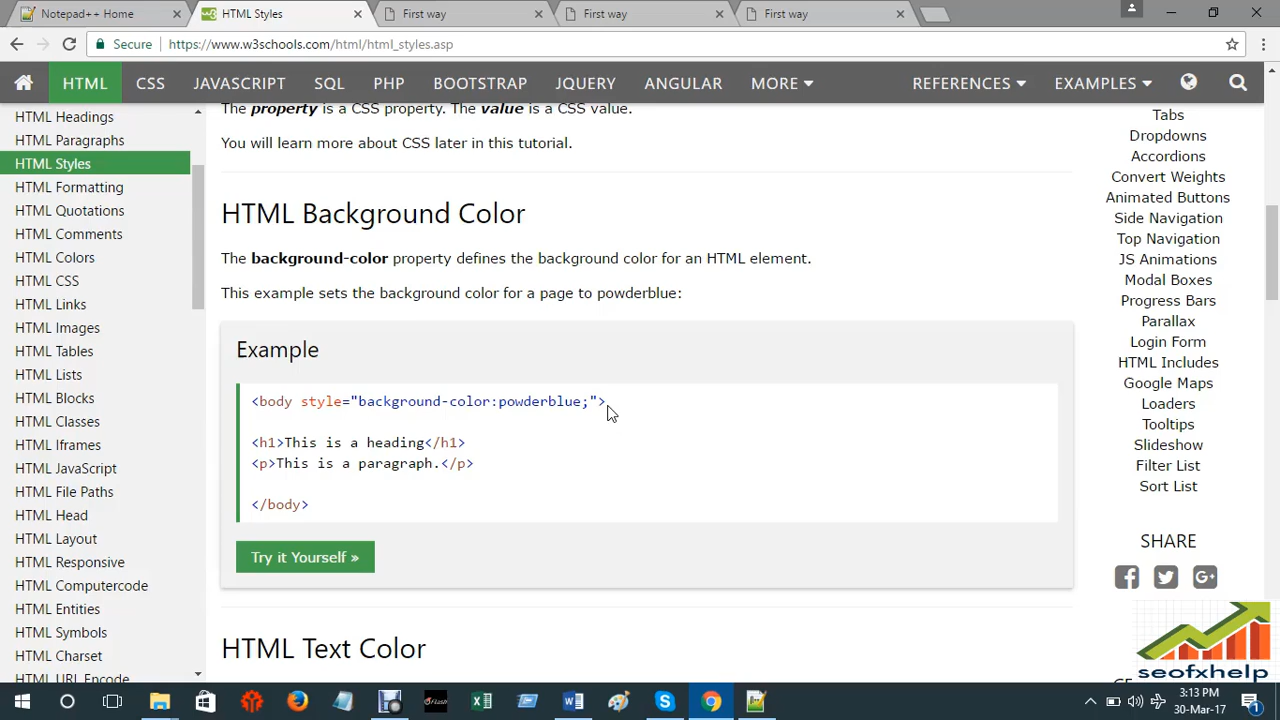 Notepad++ Home
HTML Styles
First way
First way
First way
Secure
https://www.w3schools.com/html/html_styles.asp
HTML CSS JAVASCRIPT SQL PHP BOOTSTRAP JQUERY ANGULAR MORE REFERENCES EXAMPLES
HTML Headings
HTML Paragraphs
HTML Styles
HTML Formatting
HTML Quotations
HTML Comments
HTML Colors
HTML CSS
HTML Links
HTML Images
HTML Tables
HTML Lists
HTML Blocks
HTML Classes
HTML Iframes
HTML JavaScript
HTML File Paths
HTML Head
HTML Layout
HTML Responsive
HTML Computercode
HTML Entities
HTML Symbols
HTML Charset
HTML URL Encode
The property is a CSS property. The value is a CSS value.
You will learn more about CSS later in this tutorial.
HTML Background Color
The background-color property defines the background color for an HTML element.
This example sets the background color for a page to powderblue:
Example
<body style="background-color:powderblue;">
<h1>This is a heading</h1>
<p>This is a paragraph.</p>
</body>
Try it Yourself »
HTML Text Color
Tabs
Dropdowns
Accordions
Convert Weights
Animated Buttons
Side Navigation
Top Navigation
JS Animations
Modal Boxes
Progress Bars
Parallax
Login Form
HTML Includes
Google Maps
Loaders
Tooltips
Slideshow
Filter List
Sort List
SHARE
seofxhelp
3:13 PM
30-Mar-17